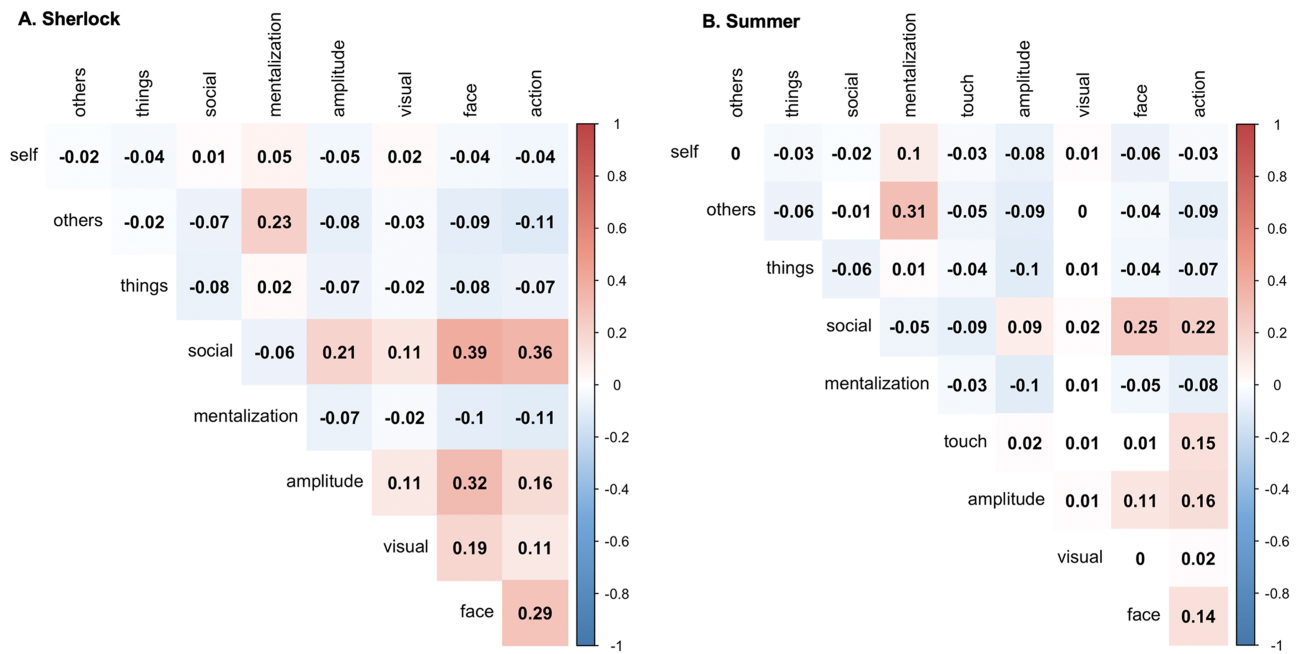 A. Sherlock
others things social mentalization amplitude visual face action
self -0.02 -0.04 0.01 0.05 -0.05 0.02 -0.04 -0.04
others -0.02 -0.07 0.23 -0.08 -0.03 -0.09 -0.11
things -0.08 0.02 -0.07 -0.02 -0.08 -0.07
social -0.06 0.21 0.11 0.39 0.36
mentalization -0.07 -0.02 -0.1 -0.11
amplitude 0.11 0.32 0.16
visual 0.19 0.11
face 0.29
1
0.8
0.6
0.4
0.2
0
-0.2
-0.4
-0.6
-0.8
-1
B. Summer
others things social mentalization touch amplitude visual face action
self 0 -0.03 -0.02 0.1 -0.03 -0.08 0.01 -0.06 -0.03
others -0.06 -0.01 0.31 -0.05 -0.09 0 -0.04 -0.09
things -0.06 0.01 -0.04 -0.1 0.01 -0.04 -0.07
social -0.05 -0.09 0.09 0.02 0.25 0.22
mentalization -0.03 -0.1 0.01 -0.05 -0.08
touch 0.02 0.01 0.01 0.15
amplitude 0.01 0.11 0.16
visual 0 0.02
face 0.14
1
0.8
0.6
0.4
0.2
0
-0.2
-0.4
-0.6
-0.8
-1